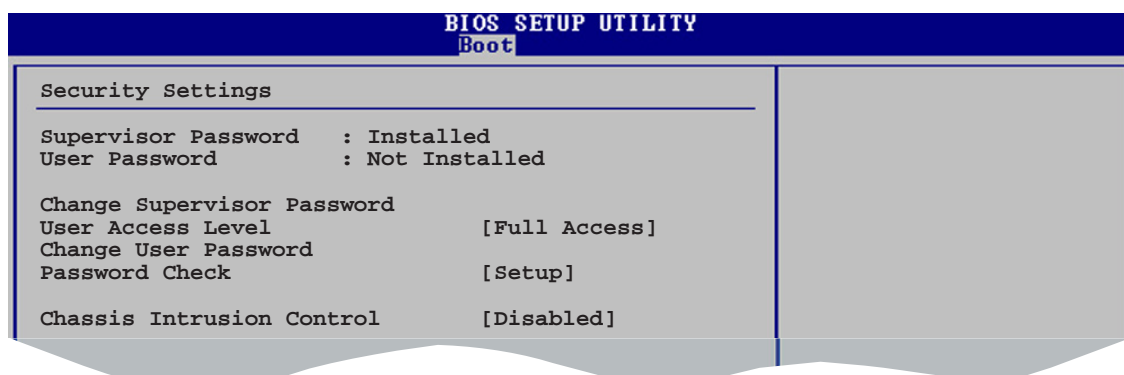 BIOS SETUP UTILITY
Boot
Security Settings
Supervisor Password : Installed
User Password : Not Installed
Change Supervisor Password
User Access Level [Full Access]
Change User Password
Password Check [Setup]
Chassis Intrusion Control [Disabled]